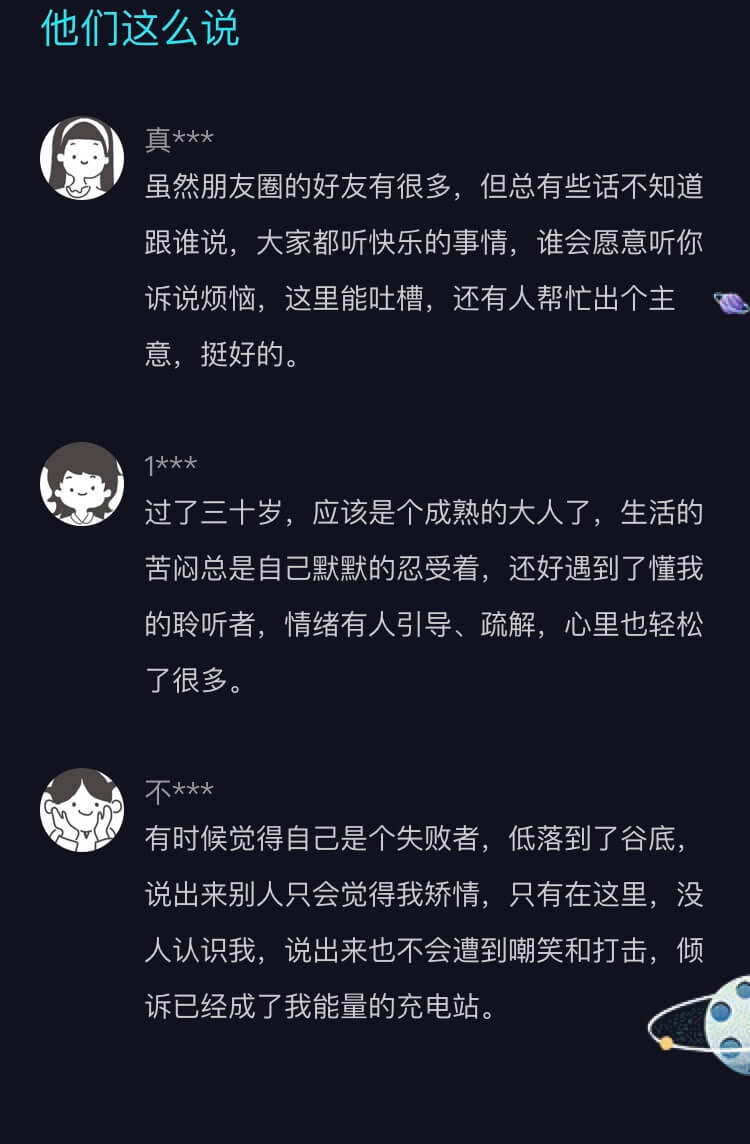 他们这么说
真***
虽然朋友圈的好友有很多，但总有些话不知道
跟谁说，大家都听快乐的事情，谁会愿意听你
诉说烦恼，这里能吐槽，还有人帮忙出个主
意，挺好的。
1***
过了三十岁，应该是个成熟的大人了，生活的
苦闷总是自己默默的忍受着，还好遇到了懂我
的聆听者，情绪有人引导、疏解，心里也轻松
了很多。
不***
有时候觉得自己是个失败者，低落到了谷底，
说出来别人只会觉得我矫情，只有在这里，没
人认识我，说出来也不会遭到嘲笑和打击，倾
诉已经成了我能量的充电站。